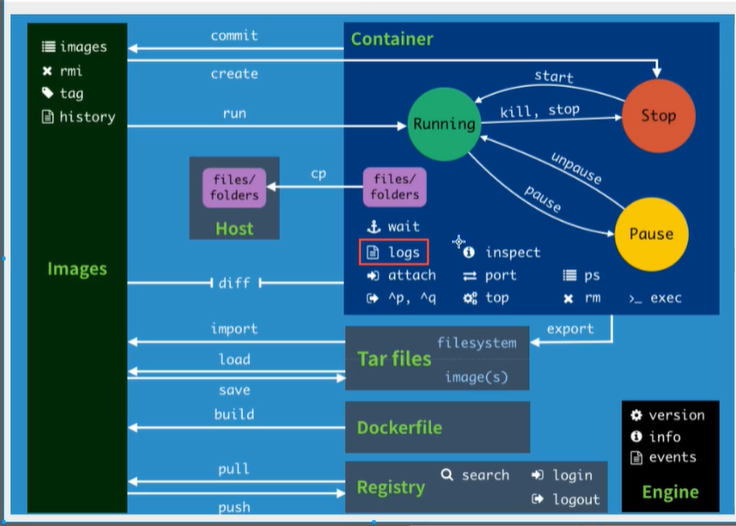 images
rmi
tag
history
Images
commit
create
run
Container
start
kill, stop
Running
Stop
unpause
pause
Pause
cp
files/
folders
Host
files/
folders
wait
logs
inspect
attach
port
ps
^p, ^q
top
rm
>_ exec
diff
import
export
load
save
Tar files
filesystem
image(s)
build
Dockerfile
pull
push
Registry
search
login
logout
version
info
events
Engine